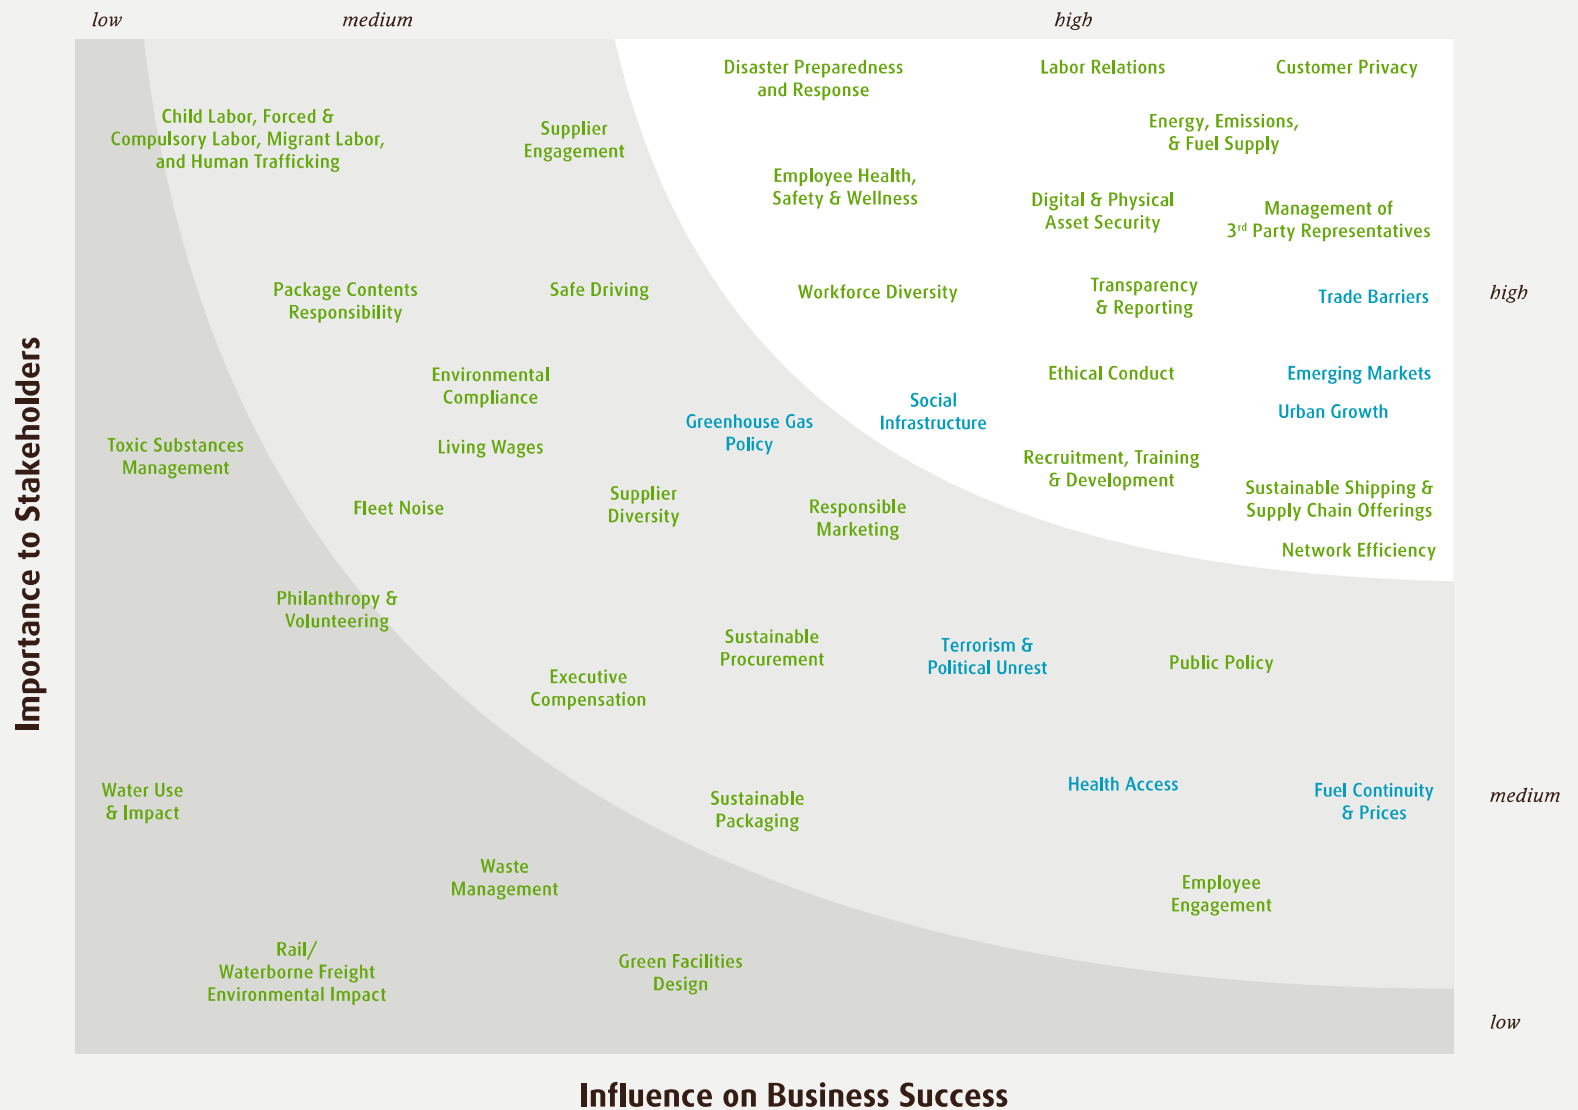 low
medium
high
Disaster Preparedness
and Response
Labor Relations
Customer Privacy
Child Labor, Forced &
Compulsory Labor, Migrant Labor,
and Human Trafficking
Supplier
Engagement
Energy, Emissions,
& Fuel Supply
Employee Health,
Safety & Wellness
Digital & Physical
Asset Security
Management of
3rd Party Representatives
Package Contents
Responsibility
Safe Driving
Workforce Diversity
Transparency
& Reporting
Trade Barriers
high
Environmental
Compliance
Ethical Conduct
Emerging Markets
Social
Infrastructure
Urban Growth
Greenhouse Gas
Policy
Toxic Substances
Management
Living Wages
Recruitment, Training
& Development
Fleet Noise
Supplier
Diversity
Responsible
Marketing
Sustainable Shipping &
Supply Chain Offerings
Network Efficiency
Importance to Stakeholders
Philanthropy &
Volunteering
Sustainable
Procurement
Terrorism &
Political Unrest
Public Policy
Executive
Compensation
Water Use
& Impact
Sustainable
Packaging
Health Access
Fuel Continuity
& Prices
medium
Waste
Management
Employee
Engagement
Rail/
Waterborne Freight
Environmental Impact
Green Facilities
Design
low
Influence on Business Success